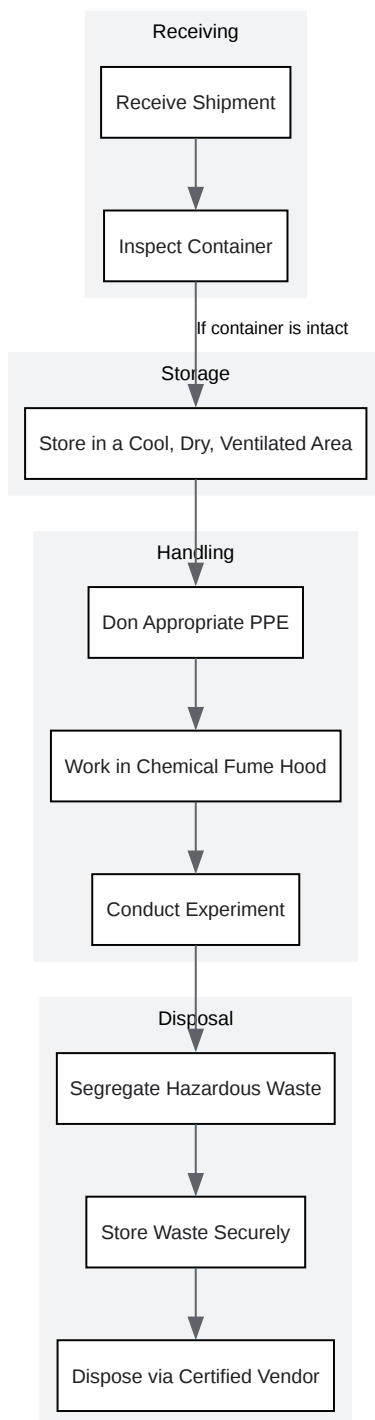 Receiving
Receive Shipment
Inspect Container
If container is intact
Storage
Store in a Cool, Dry, Ventilated Area
Handling
Don Appropriate PPE
Work in Chemical Fume Hood
Conduct Experiment
Disposal
Segregate Hazardous Waste
Store Waste Securely
Dispose via Certified Vendor